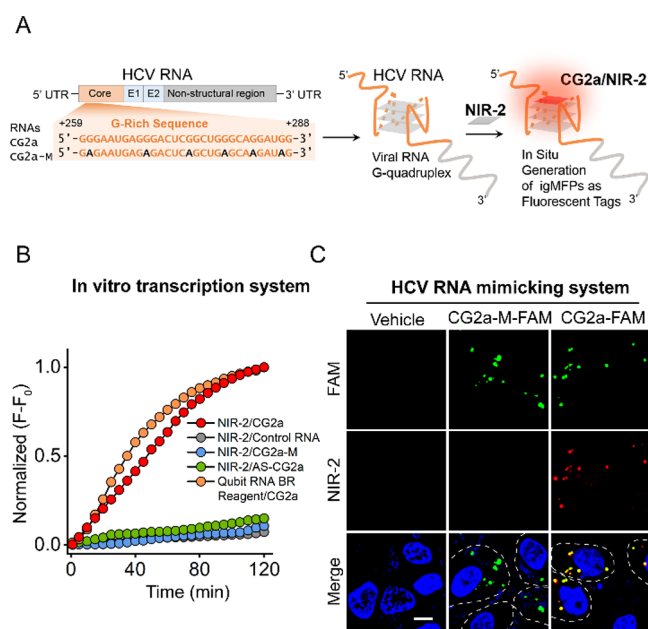 A
HCV RNA
5' UTR Core E1 E2 Non-structural region 3' UTR
+259 G-Rich Sequence +288
RNAs
CG2a 5'-GGGAAUGAGGGACUCGGCUGGGCAGGAUGG-3'
CG2a-M 5'-GAGAAUGAGAGACUCAGCUGAGCAAGAUAG-3'
5'
HCV RNA
Viral RNA
G-quadruplex
3'
NIR-2
5'
CG2a/NIR-2
In Situ
Generation
of igMFPs as
Fluorescent Tags
3'
B
In vitro transcription system
Normalized (F-F0)
1.0
0.5
0.0
0 40 80 120
Time (min)
NIR-2/CG2a
NIR-2/Control RNA
NIR-2/CG2a-M
NIR-2/AS-CG2a
Qubit RNA BR
Reagent/CG2a
C
HCV RNA mimicking system
Vehicle CG2a-M-FAM CG2a-FAM
FAM
NIR-2
Merge